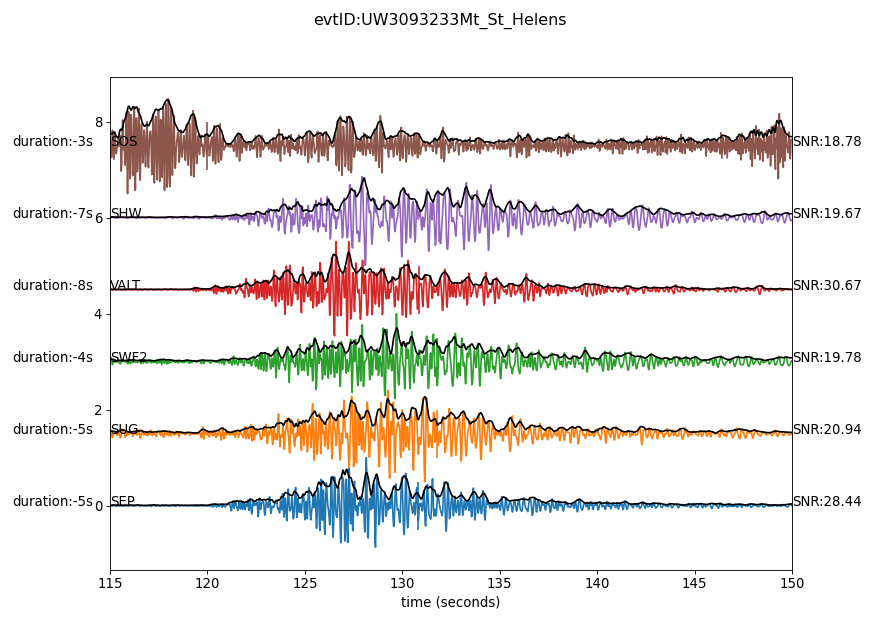 evtID:UW3093233Mt_St_Helens
8
duration:-3s SOS SNR:18.78
duration:-7s SHW SNR:19.67
6
duration:-8s VALT SNR:30.67
4
duration:-4s SWF2 SNR:19.78
2
duration:-5s SUG SNR:20.94
duration:-5s SEP SNR:28.44
0
115 120 125 130 135 140 145 150
time (seconds)